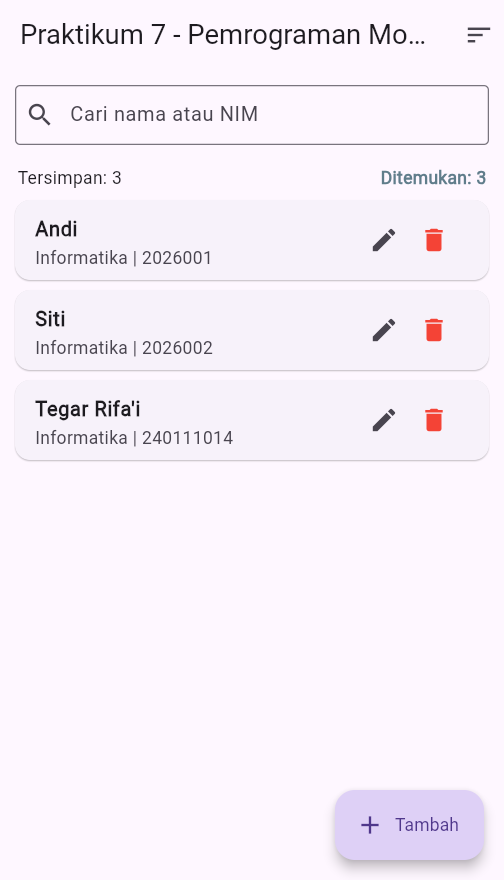 Praktikum 7 - Pemrograman Mo...
Cari nama atau NIM
Tersimpan: 3 Ditemukan: 3
Andi
Informatika | 2026001
Siti
Informatika | 2026002
Tegar Rifa'i
Informatika | 240111014
Tambah